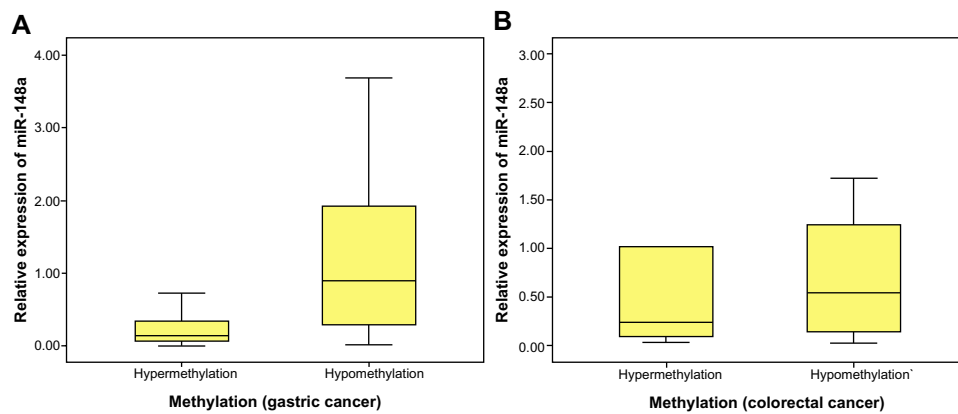 A
Relative expression of miR-148a
4.00
3.00
2.00
1.00
0.00
Hypermethylation
Hypomethylation
Methylation (gastric cancer)
B
Relative expression of miR-148a
3.00
2.50
2.00
1.50
1.00
0.50
0.00
Hypermethylation
Hypomethylation`
Methylation (colorectal cancer)